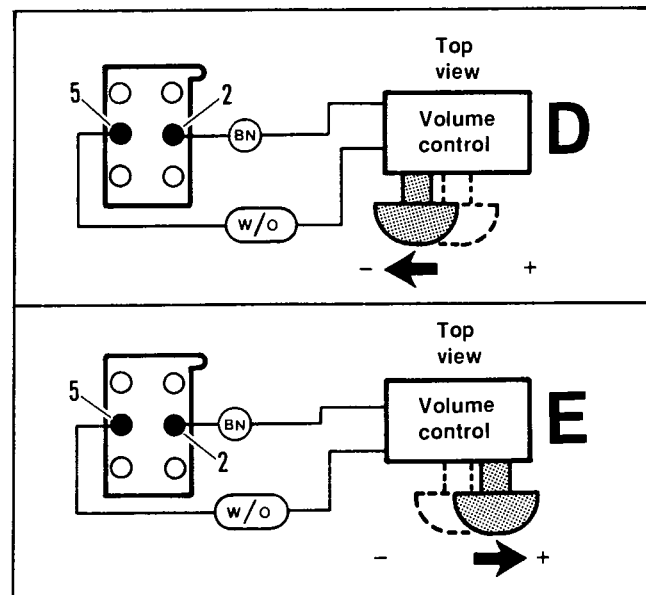 Top
view
5
2
BN
Volume
control
D
W/O
- +
Top
view
5
BN
Volume
control
E
2
W/O
- +